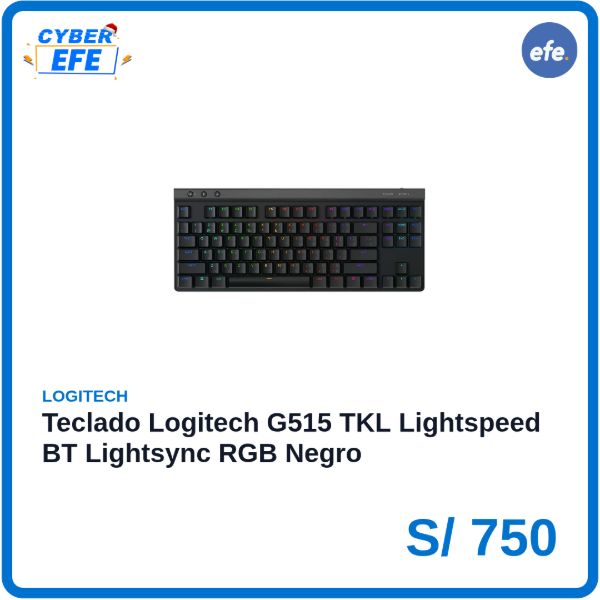 CYBER
EFE
efe.
LOGITECH
Teclado Logitech G515 TKL Lightspeed
BT Lightsync RGB Negro
S/ 750